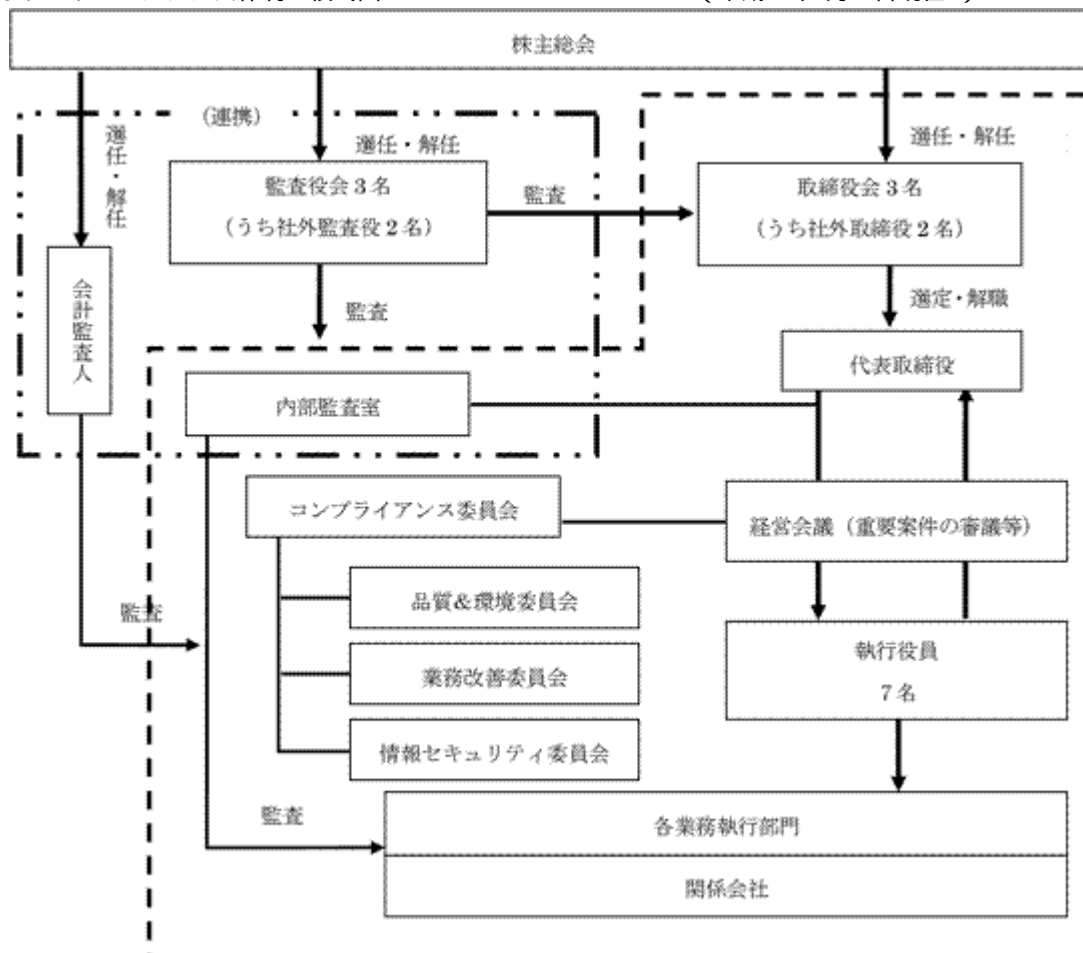 株主総会
(連携)
選任・解任
選任・解任
選任・解任
監査役会3名
(うち社外監査役2名)
監査
取締役会3名
(うち社外取締役2名)
監査
選定・解職
会計監査人
代表取締役
内部監査室
コンプライアンス委員会
経営会議（重要案件の審議等）
品質＆環境委員会
監査
業務改善委員会
執行役員
7名
情報セキュリティ委員会
監査
各業務執行部門
関係会社